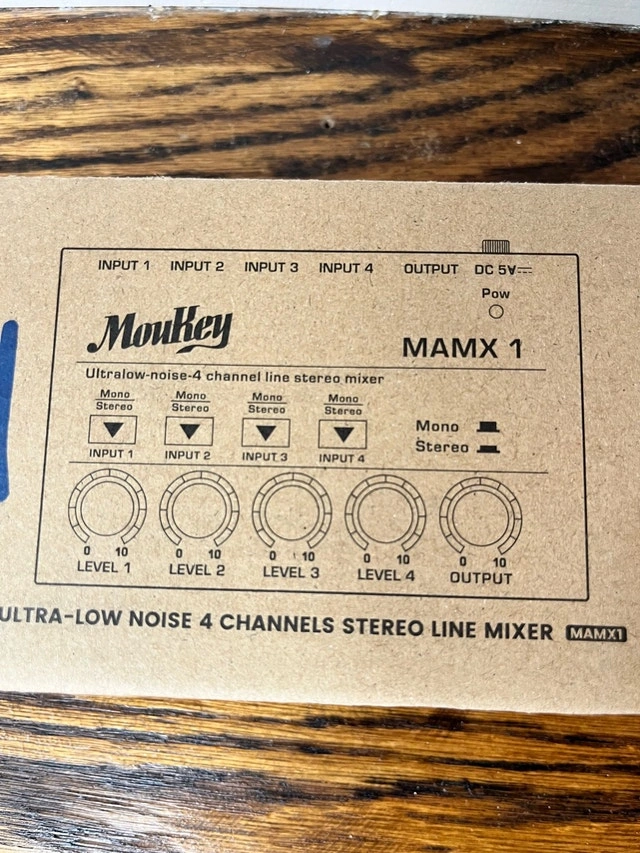 INPUT 1 INPUT 2 INPUT 3 INPUT 4 OUTPUT DC 5V⎓
Pow
Moukey
MAMX 1
Ultralow-noise-4 channel line stereo mixer
Mono Mono Mono Mono
Stereo Stereo Stereo Stereo
Mono
Stereo
INPUT 1 INPUT 2 INPUT 3 INPUT 4
0 10 0 10 0 10 0 10 0 10
LEVEL 1 LEVEL 2 LEVEL 3 LEVEL 4 OUTPUT
ULTRA-LOW NOISE 4 CHANNELS STEREO LINE MIXER MAMX1